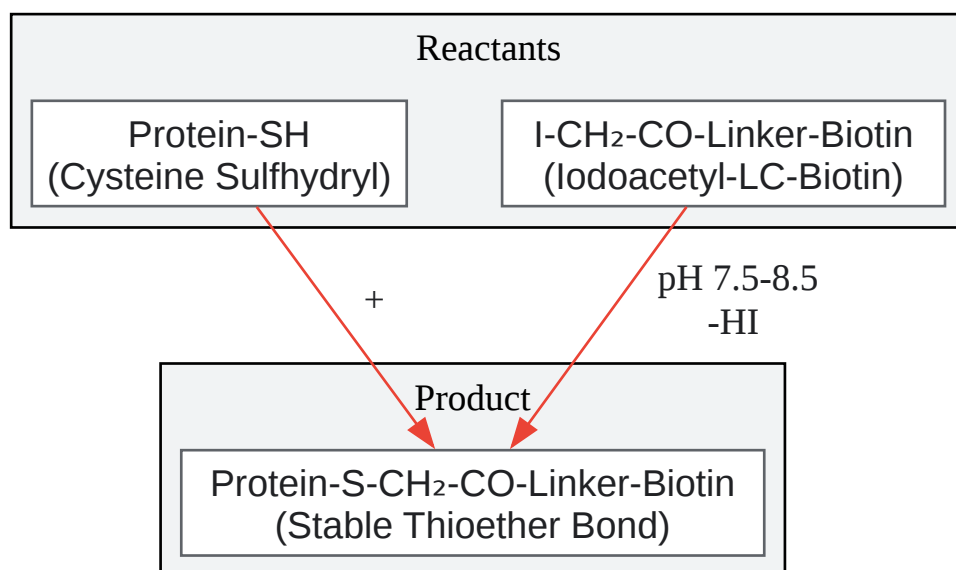 Reactants
Protein-SH
(Cysteine Sulfhydryl)
I-CH₂-CO-Linker-Biotin
(Iodoacetyl-LC-Biotin)
+
pH 7.5-8.5
-HI
Product
Protein-S-CH₂-CO-Linker-Biotin
(Stable Thioether Bond)